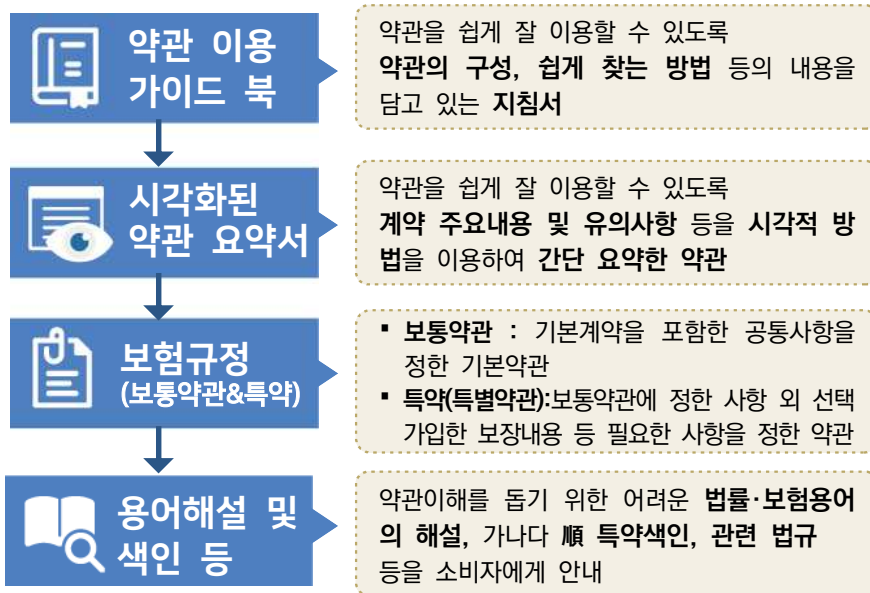 약관 이용
가이드 북
약관을 쉽게 잘 이용할 수 있도록
약관의 구성, 쉽게 찾는 방법 등의 내용을
담고 있는 지침서
시각화된
약관 요약서
약관을 쉽게 잘 이용할 수 있도록
계약 주요내용 및 유의사항 등을 시각적 방
법을 이용하여 간단 요약한 약관
보험규정
(보통약관&특약)
▪ 보통약관 : 기본계약을 포함한 공통사항을
정한 기본약관
▪ 특약(특별약관):보통약관에 정한 사항 외 선택
가입한 보장내용 등 필요한 사항을 정한 약관
용어해설 및
색인 등
약관이해를 돕기 위한 어려운 법률·보험용어
의 해설, 가나다 順 특약색인, 관련 법규
등을 소비자에게 안내